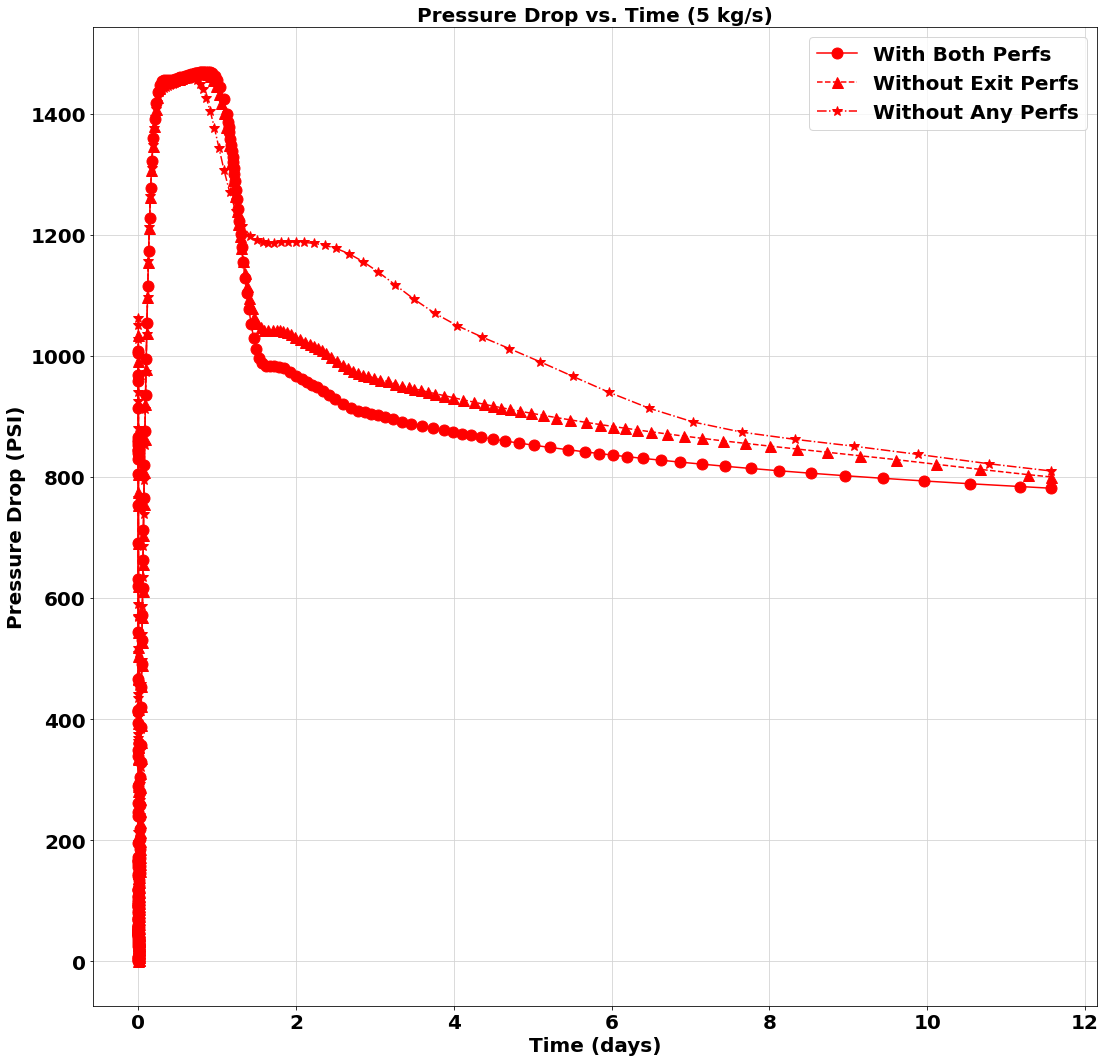 Pressure Drop vs. Time (5 kg/s)
With Both Perfs
Without Exit Perfs
Without Any Perfs
Pressure Drop (PSI)
1400
1200
1000
800
600
400
200
0
0 2 4 6 8 10 12
Time (days)